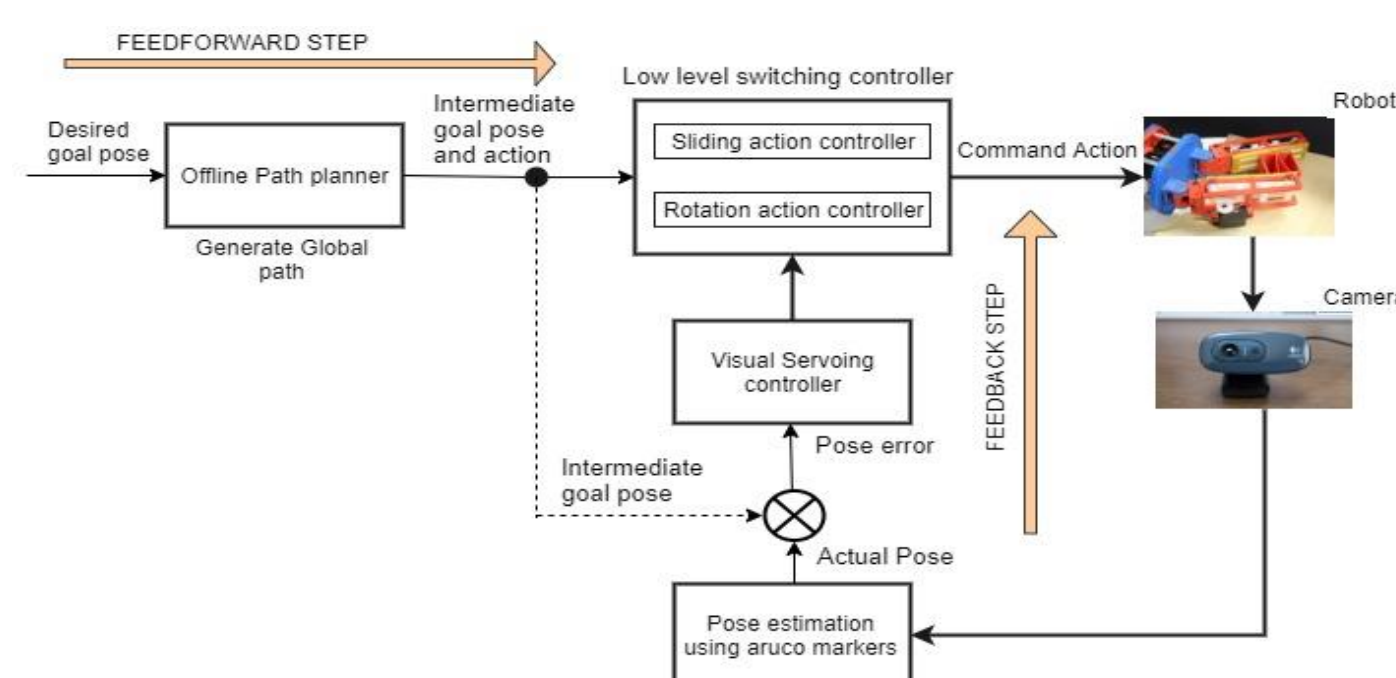 FEEDFORWARD STEP
Low level switching controller
Intermediate
goal pose
and action
Desired
goal pose
Offline Path planner
Generate Global
path
Sliding action controller
Rotation action controller
Command Action
Robot
Camera
FEEDBACK STEP
Visual Servoing
controller
Pose error
Intermediate
goal pose
Actual Pose
Pose estimation
using aruco markers